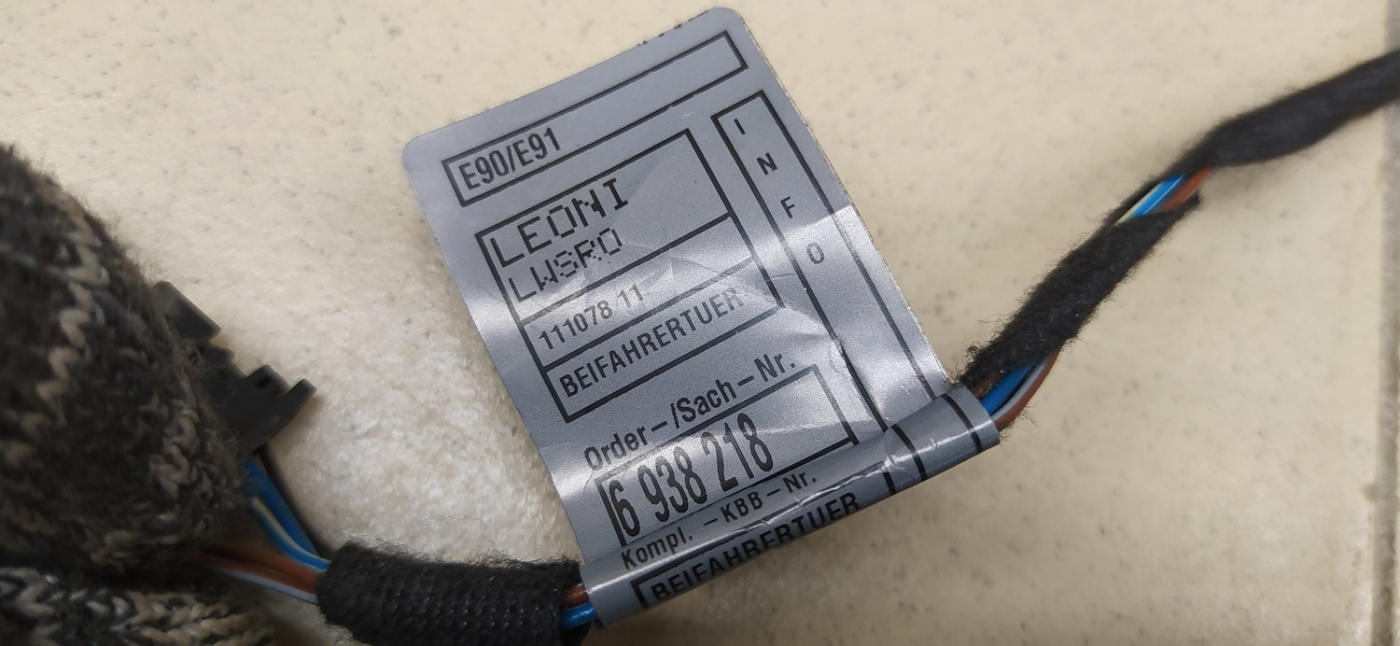 E90/E91
LEONI
LWSRO
111078 11
BEIFAHRERTUER
INFO
Order-/Sach-Nr.
6 938 218
Kompl. -KBB-Nr.
BEIFAHRERTUER